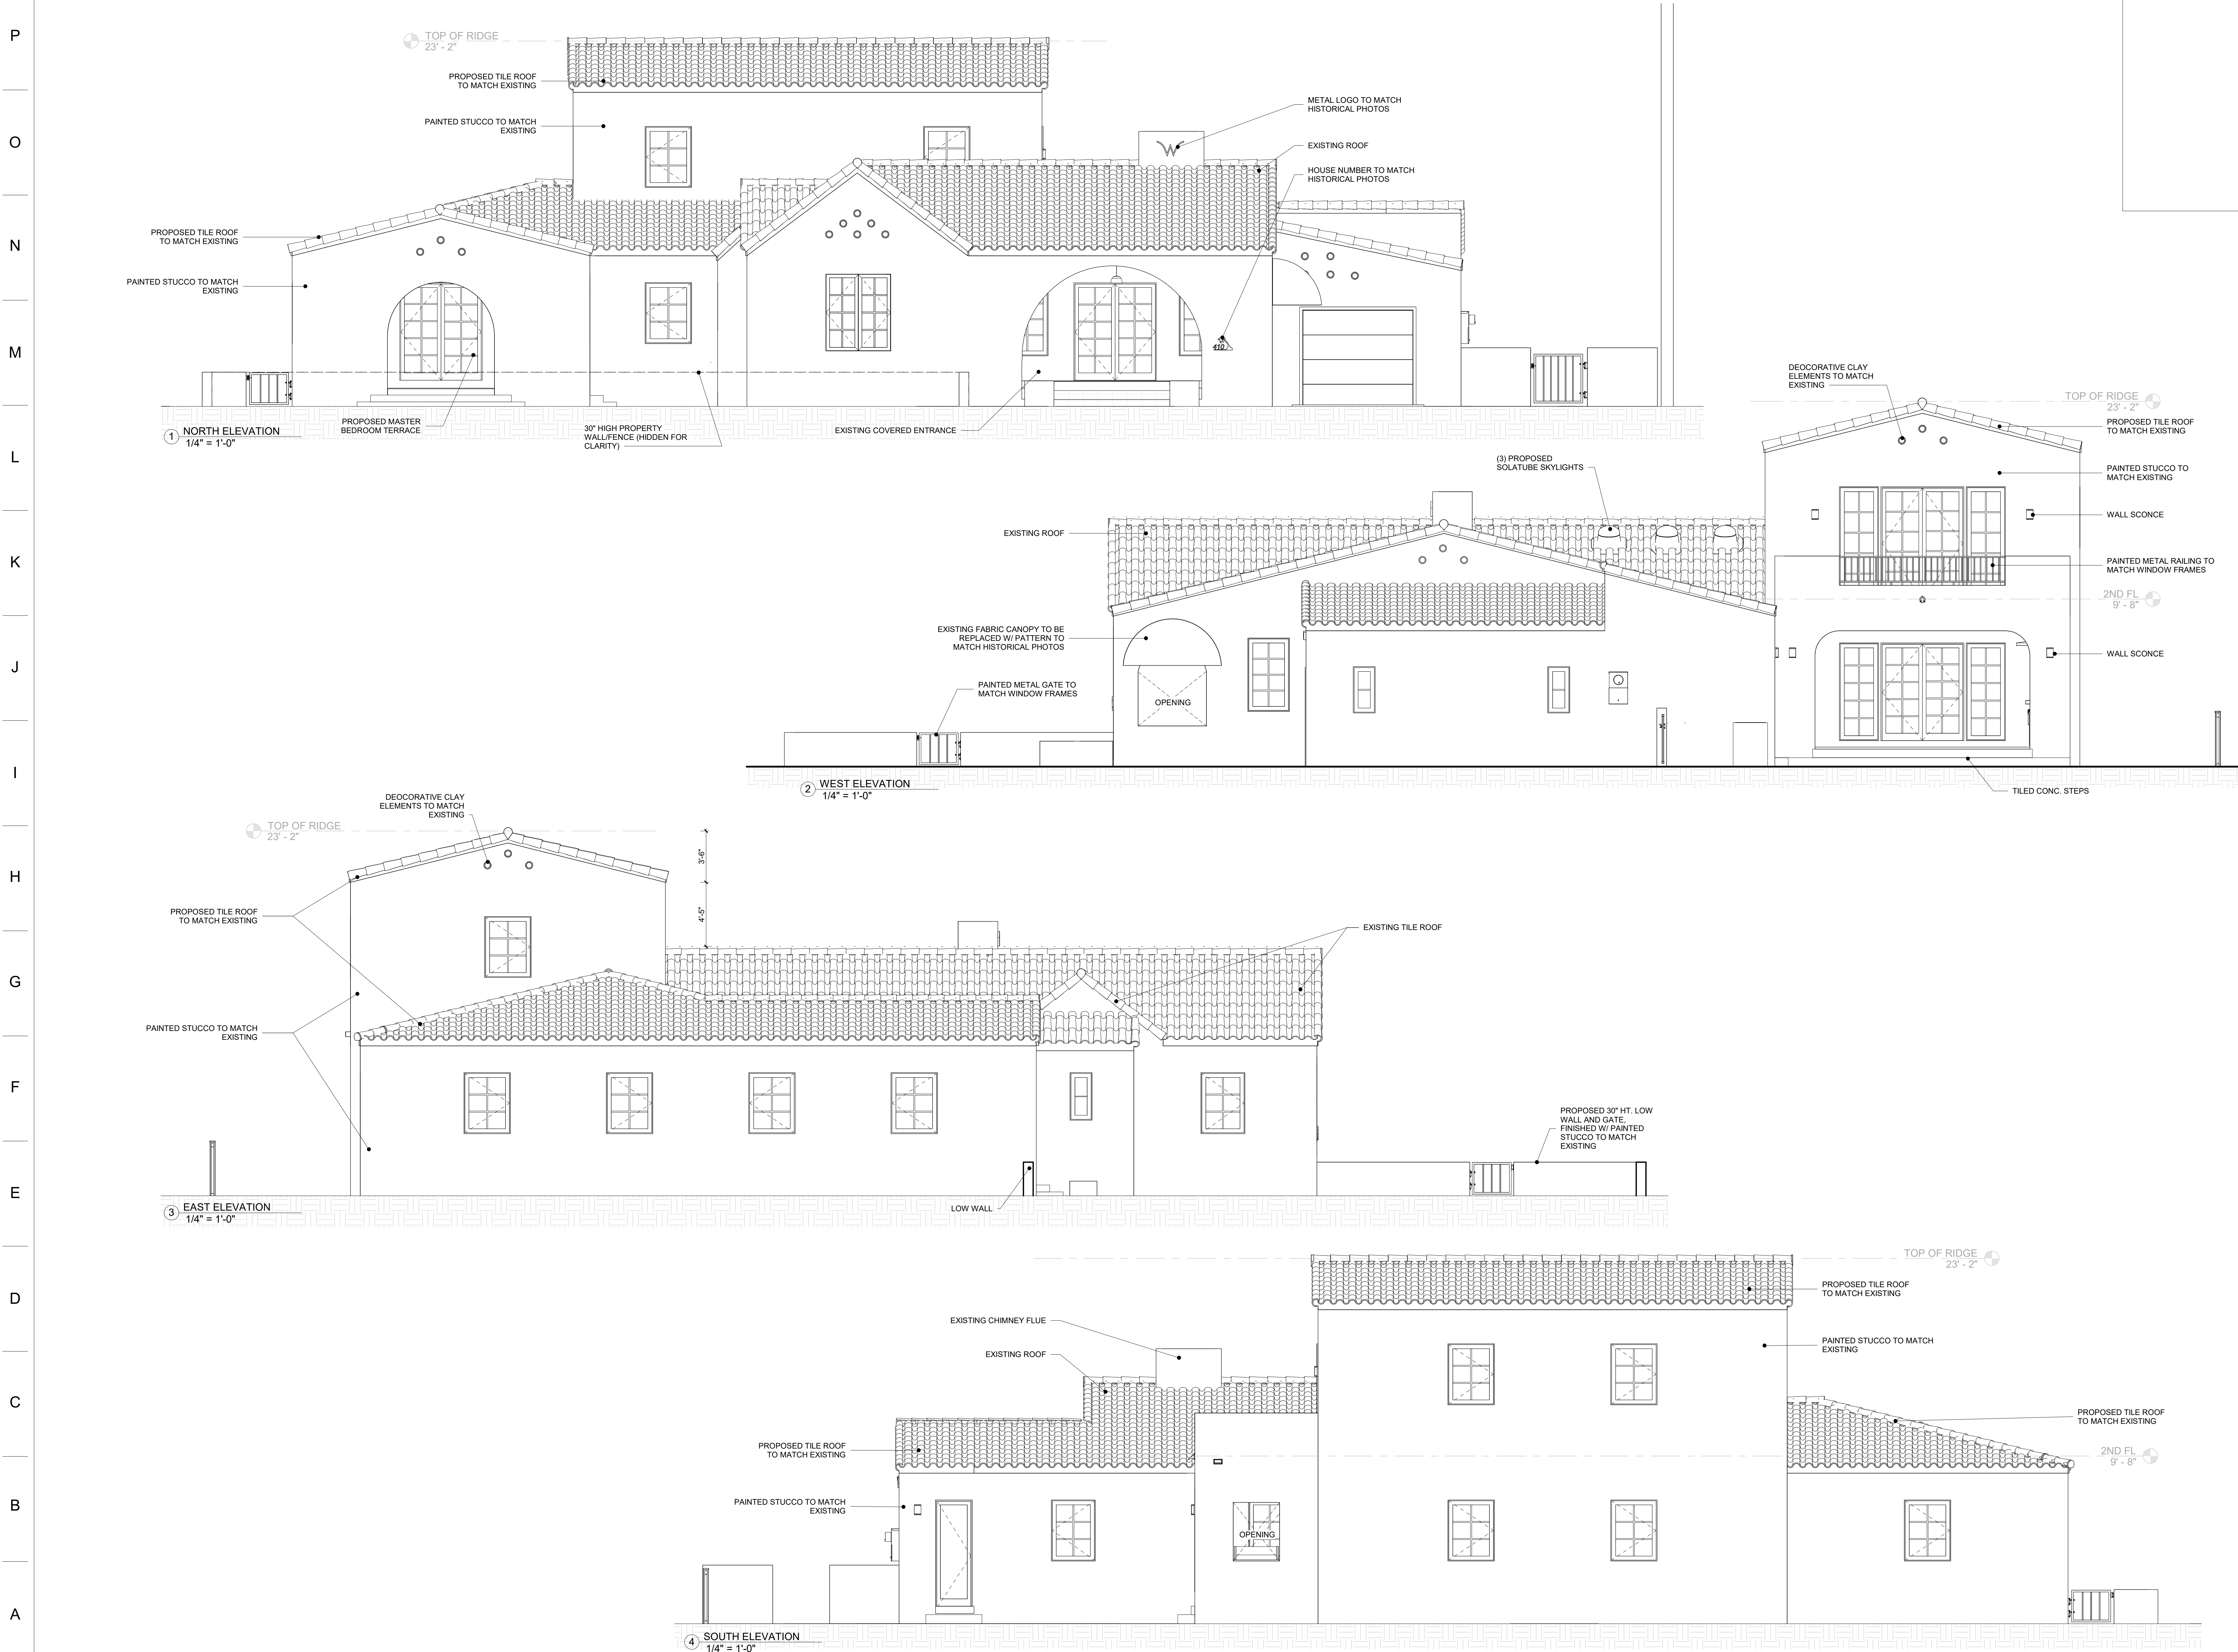 P
O
N
M
L
K
J
I
H
G
F
E
D
C
B
A
TOP OF RIDGE
23' - 2"
PROPOSED TILE ROOF
TO MATCH EXISTING
PAINTED STUCCO TO MATCH
EXISTING
PROPOSED TILE ROOF
TO MATCH EXISTING
PAINTED STUCCO TO MATCH
EXISTING
METAL LOGO TO MATCH
HISTORICAL PHOTOS
EXISTING ROOF
HOUSE NUMBER TO MATCH
HISTORICAL PHOTOS
W
410
PROPOSED MASTER
BEDROOM TERRACE
30" HIGH PROPERTY
WALL/FENCE (HIDDEN FOR
CLARITY)
EXISTING COVERED ENTRANCE
1 NORTH ELEVATION
1/4" = 1'-0"
DEOCORATIVE CLAY
ELEMENTS TO MATCH
EXISTING
TOP OF RIDGE
23' - 2"
PROPOSED TILE ROOF
TO MATCH EXISTING
(3) PROPOSED
SOLATUBE SKYLIGHTS
PAINTED STUCCO TO
MATCH EXISTING
WALL SCONCE
EXISTING ROOF
PAINTED METAL RAILING TO
MATCH WINDOW FRAMES
2ND FL
9' - 8"
EXISTING FABRIC CANOPY TO BE
REPLACED W/ PATTERN TO
MATCH HISTORICAL PHOTOS
WALL SCONCE
PAINTED METAL GATE TO
MATCH WINDOW FRAMES
OPENING
TILED CONC. STEPS
2 WEST ELEVATION
1/4" = 1'-0"
DEOCORATIVE CLAY
ELEMENTS TO MATCH
EXISTING
TOP OF RIDGE
23' - 2"
3'-6"
4'-5"
PROPOSED TILE ROOF
TO MATCH EXISTING
EXISTING TILE ROOF
PAINTED STUCCO TO MATCH
EXISTING
PROPOSED 30" HT. LOW
WALL AND GATE,
FINISHED W/ PAINTED
STUCCO TO MATCH
EXISTING
LOW WALL
3 EAST ELEVATION
1/4" = 1'-0"
TOP OF RIDGE
23' - 2"
PROPOSED TILE ROOF
TO MATCH EXISTING
EXISTING CHIMNEY FLUE
PAINTED STUCCO TO MATCH
EXISTING
EXISTING ROOF
PROPOSED TILE ROOF
TO MATCH EXISTING
PROPOSED TILE ROOF
TO MATCH EXISTING
2ND FL
9' - 8"
PAINTED STUCCO TO MATCH
EXISTING
OPENING
4 SOUTH ELEVATION
1/4" = 1'-0"